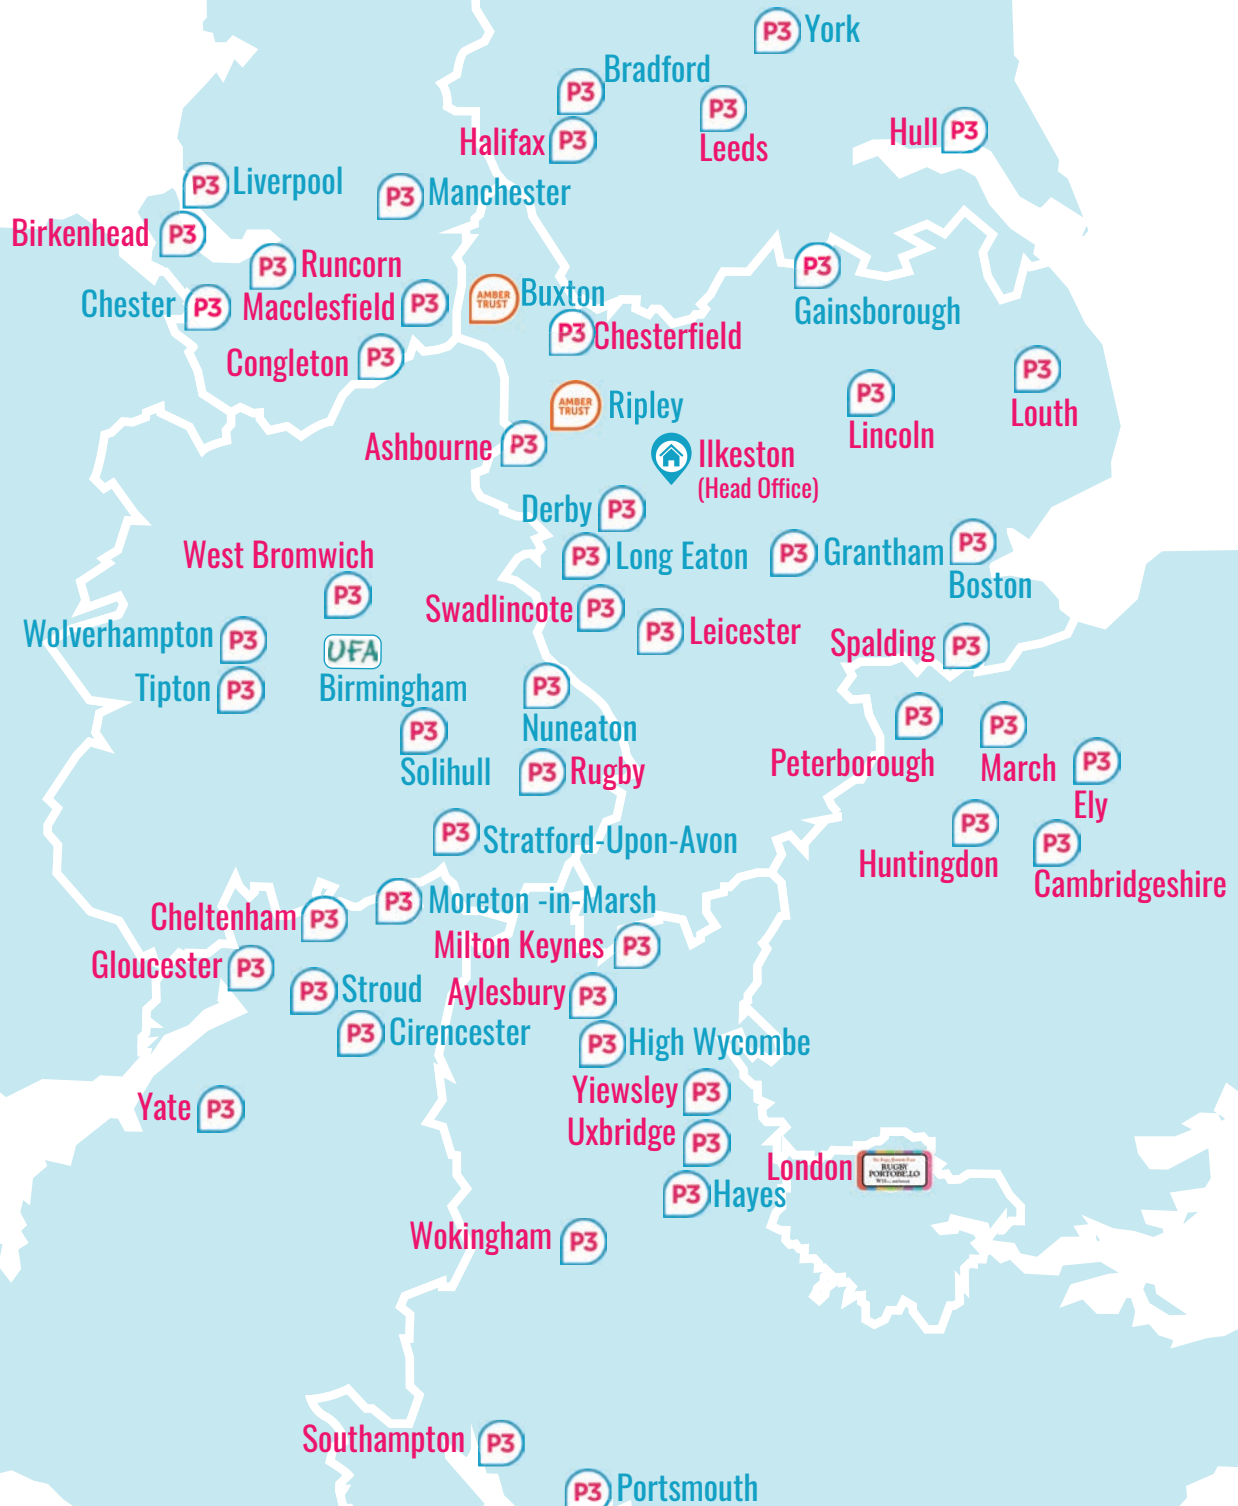 P3 York
Bradford
P3
P3
Leeds
Halifax P3
Hull P3
P3 Liverpool
P3 Manchester
Birkenhead P3
P3 Runcorn
P3
Gainsborough
Chester P3
Macclesfield P3
AMBER
TRUST
Buxton
P3 Chesterfield
Congleton P3
P3
Louth
P3
Lincoln
AMBER
TRUST
Ripley
Ashbourne P3
Ilkeston
(Head Office)
Derby P3
P3 Long Eaton
P3 Grantham
P3
Boston
West Bromwich
P3
Swadlincote P3
P3 Leicester
Spalding P3
Wolverhampton P3
UFA
Birmingham
Tipton P3
P3
Nuneaton
P3
Solihull
P3 Rugby
P3
Peterborough
P3
March
P3
Ely
P3
Huntingdon
P3
Cambridgeshire
P3 Stratford-Upon-Avon
P3 Moreton -in-Marsh
Cheltenham P3
Milton Keynes P3
Gloucester P3
P3 Stroud
Aylesbury P3
P3 Cirencester
P3 High Wycombe
Yiewsley P3
Yate P3
Uxbridge P3
London
RUGBY
PORTOBELLO
P3 Hayes
Wokingham P3
Southampton P3
P3 Portsmouth